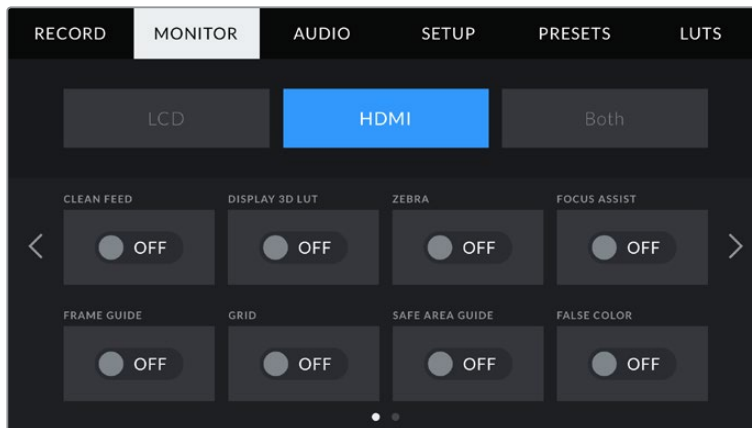 RECORD MONITOR AUDIO SETUP PRESETS LUTS
LCD HDMI Both
CLEAN FEED DISPLAY 3D LUT ZEBRA FOCUS ASSIST
OFF OFF OFF OFF
FRAME GUIDE GRID SAFE AREA GUIDE FALSE COLOR
OFF OFF OFF OFF